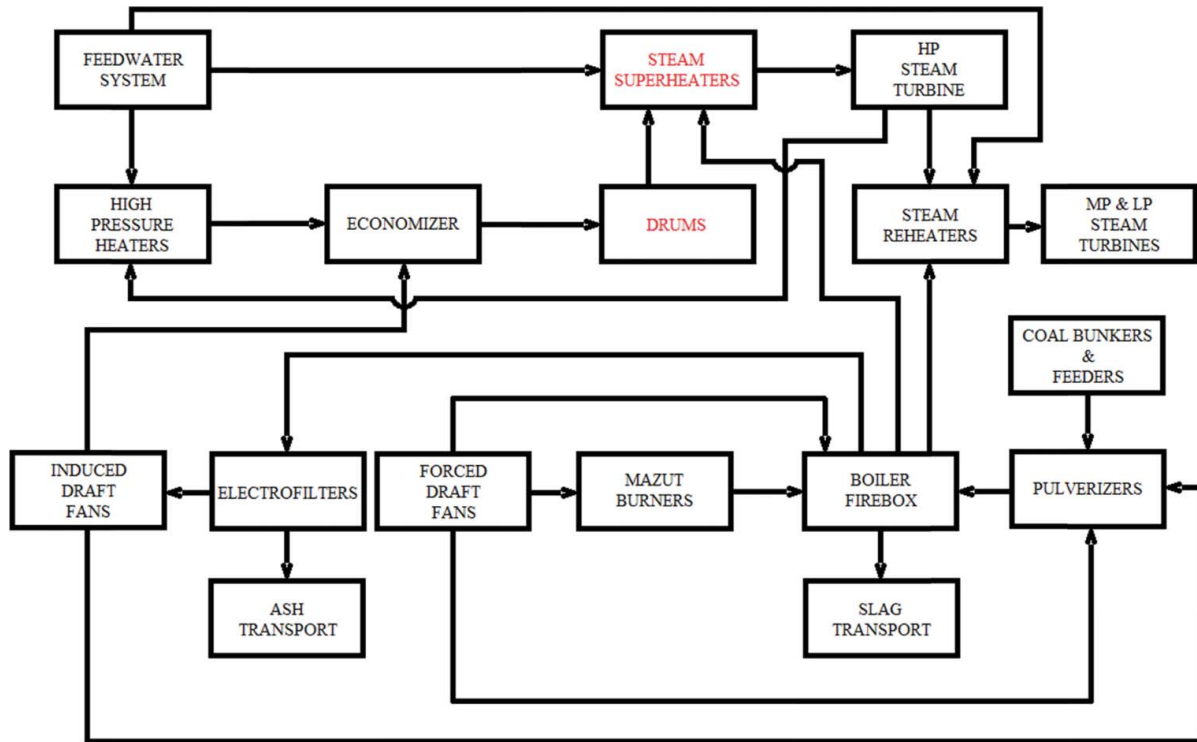 FEEDWATER
SYSTEM
STEAM
SUPERHEATERS
HP
STEAM
TURBINE
HIGH
PRESSURE
HEATERS
ECONOMIZER
DRUMS
STEAM
REHEATERS
MP & LP
STEAM
TURBINES
COAL BUNKERS
&
FEEDERS
INDUCED
DRAFT
FANS
ELECTROFILTERS
FORCED
DRAFT
FANS
MAZUT
BURNERS
BOILER
FIREBOX
PULVERIZERS
ASH
TRANSPORT
SLAG
TRANSPORT